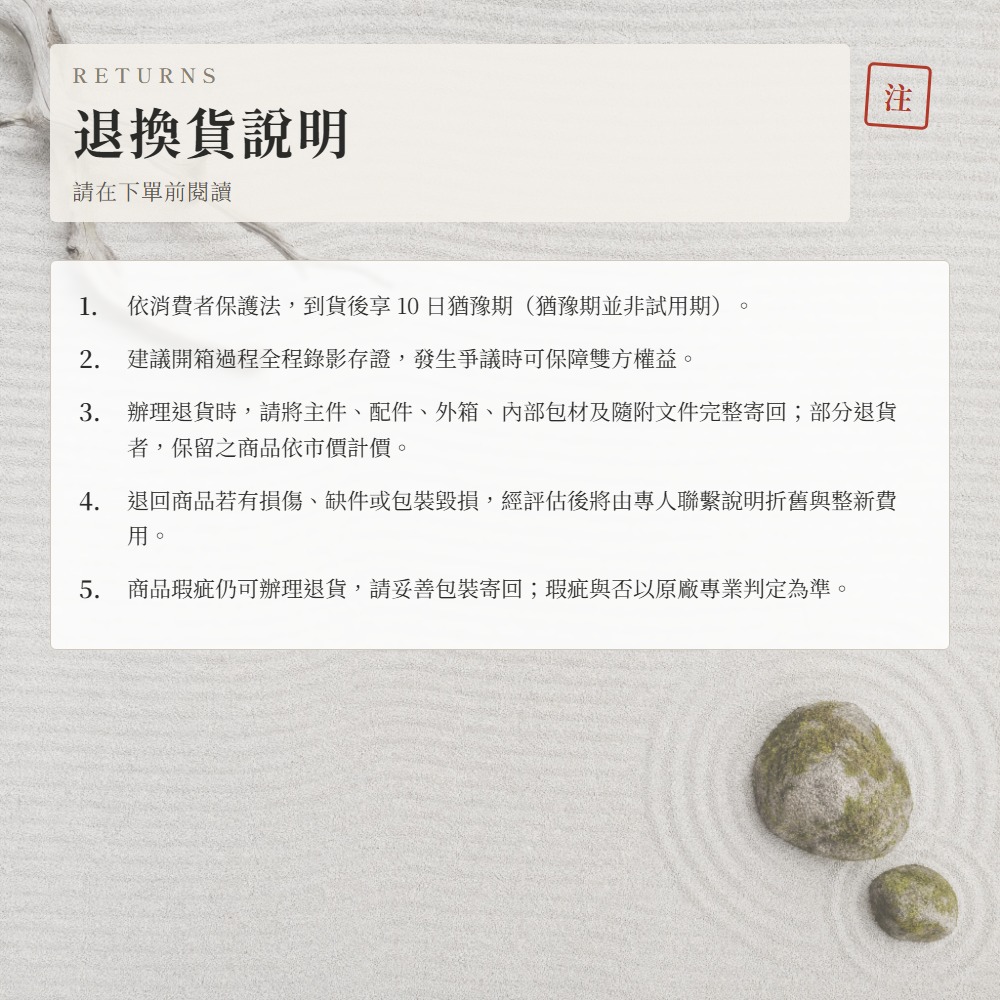 RETURNS
退換貨說明
請在下單前閱讀
注
1. 依消費者保護法，到貨後享 10 日猶豫期（猶豫期並非試用期）。
2. 建議開箱過程全程錄影存證，發生爭議時可保障雙方權益。
3. 辦理退貨時，請將主件、配件、外箱、內部包材及隨附文件完整寄回；部分退貨
者，保留之商品依市價計價。
4. 退回商品若有損傷、缺件或包裝毀損，經評估後將由專人聯繫說明折舊與整新費
用。
5. 商品瑕疵仍可辦理退貨，請妥善包裝寄回；瑕疵與否以原廠專業判定為準。